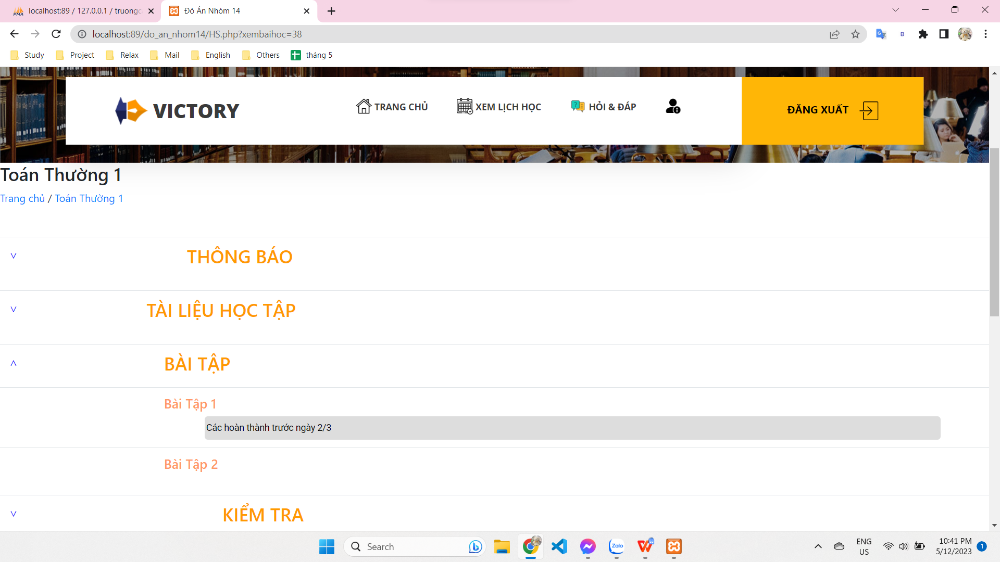 localhost:89 / 127.0.0.1 / truongc
Đò Án Nhóm 14
localhost:89/do_an_nhom14/HS.php?xembaihoc=38
Study
Project
Relax
Mail
English
Others
tháng 5
VICTORY
TRANG CHỦ
XEM LỊCH HỌC
HỎI & ĐÁP
ĐĂNG XUẤT
Toán Thường 1
Trang chủ / Toán Thường 1
THÔNG BÁO
TÀI LIỆU HỌC TẬP
BÀI TẬP
Bài Tập 1
Các hoàn thành trước ngày 2/3
Bài Tập 2
KIỂM TRA
Search
Zalo
ENG
US
10:41 PM
5/12/2023
1